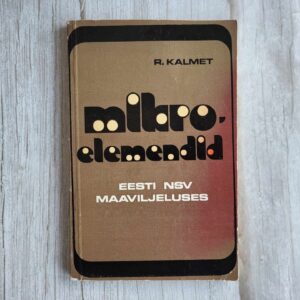 R. KALMET
mikro-
elemendid
EESTI NSV
MAAVILJELUSES